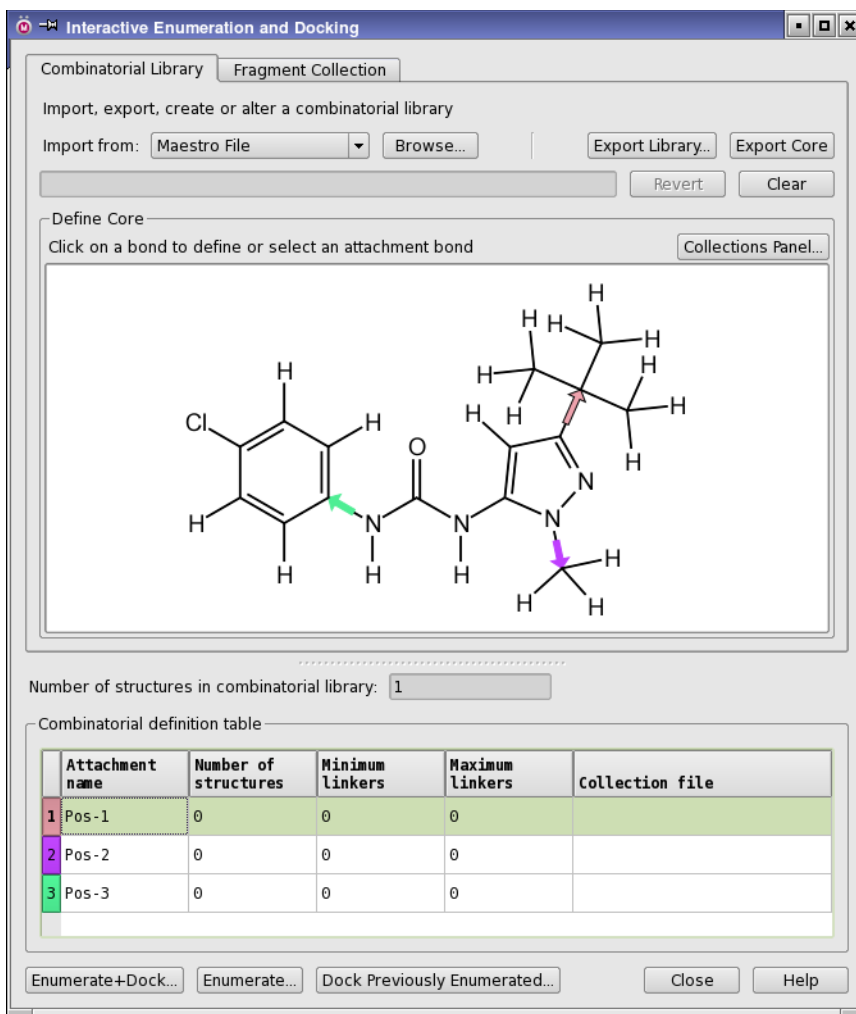 Interactive Enumeration and Docking
Combinatorial Library Fragment Collection
Import, export, create or alter a combinatorial library
Import from: Maestro File Browse... Export Library... Export Core
Revert Clear
Define Core
Click on a bond to define or select an attachment bond Collections Panel...
H
H H H
H H
H H H H H
Cl O
H
N
H N N N
H
H H H H H
Number of structures in combinatorial library: 1
Combinatorial definition table
Attachment name Number of structures Minimum linkers Maximum linkers Collection file
1 Pos-1 0 0 0
2 Pos-2 0 0 0
3 Pos-3 0 0 0
Enumerate+Dock... Enumerate... Dock Previously Enumerated... Close Help